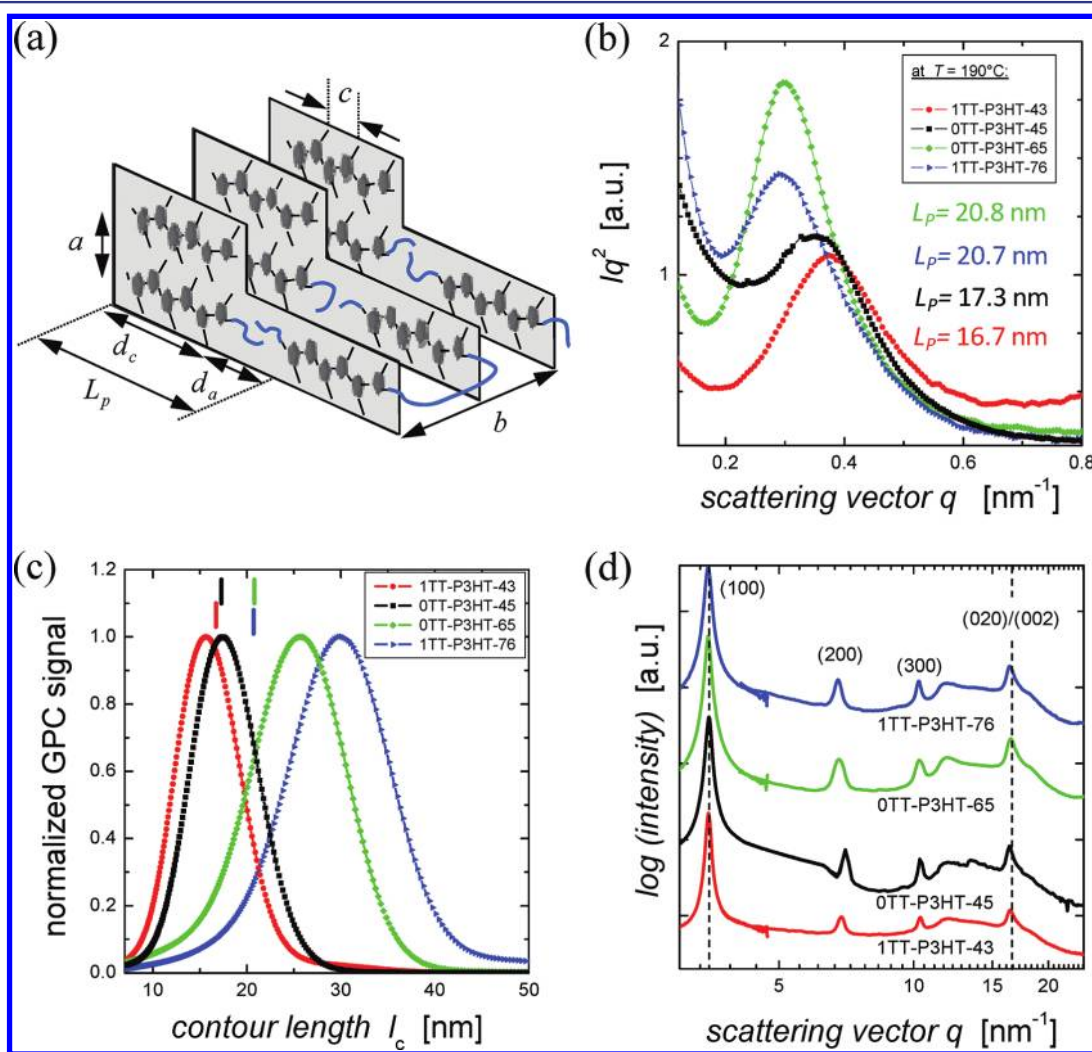 (a)
c
a
d_c
d_a
L_p
b
(b)
2
1
Iq² [a.u.]
at T = 190°C:
1TT-P3HT-43
0TT-P3HT-45
0TT-P3HT-65
1TT-P3HT-76
L_P= 20.8 nm
L_P= 20.7 nm
L_P= 17.3 nm
L_P= 16.7 nm
0.2 0.4 0.6 0.8
scattering vector q [nm⁻¹]
(c)
1.2
1.0
0.8
0.6
0.4
0.2
0.0
normalized GPC signal
1TT-P3HT-43
0TT-P3HT-45
0TT-P3HT-65
1TT-P3HT-76
10 20 30 40 50
contour length l_c [nm]
(d)
log (intensity) [a.u.]
(100)
(020)/(002)
(200)
(300)
1TT-P3HT-76
0TT-P3HT-65
0TT-P3HT-45
1TT-P3HT-43
5 10 15 20
scattering vector q [nm⁻¹]